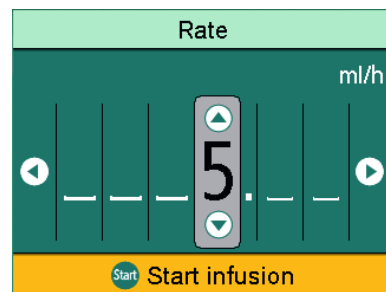 Rate
ml/h
_ _ _ 5 . _ _
Start Start infusion